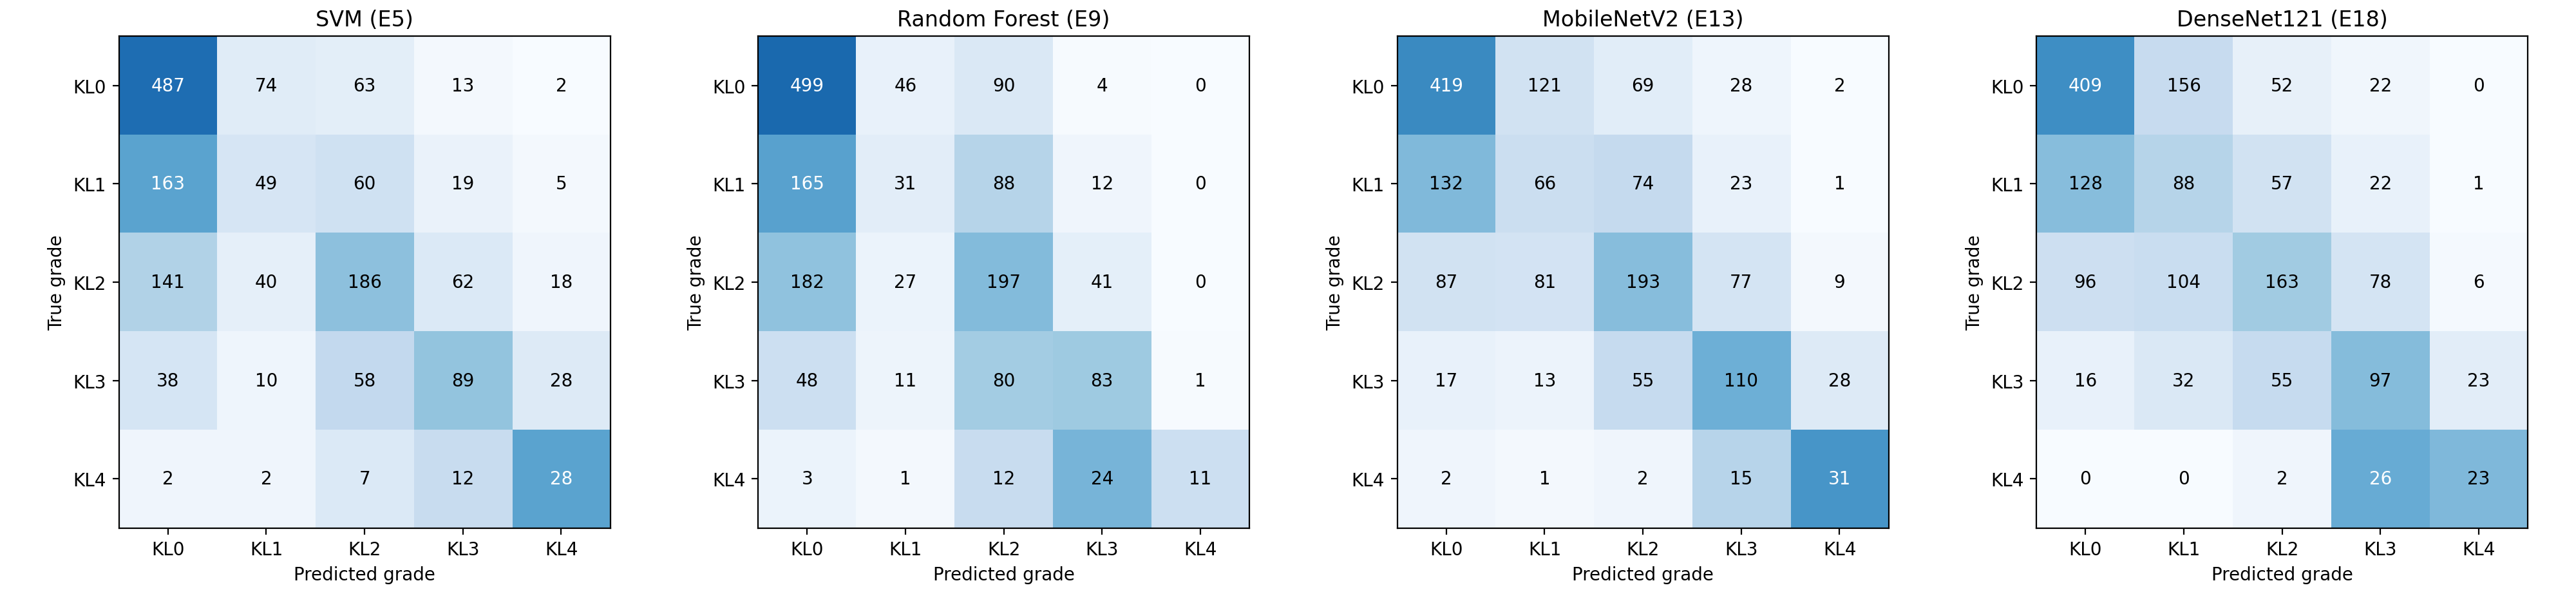 SVM (E5)
KL0 487 74 63 13 2
KL1 163 49 60 19 5
KL2 141 40 186 62 18
KL3 38 10 58 89 28
KL4 2 2 7 12 28
KL0 KL1 KL2 KL3 KL4
Predicted grade
True grade
Random Forest (E9)
KL0 499 46 90 4 0
KL1 165 31 88 12 0
KL2 182 27 197 41 0
KL3 48 11 80 83 1
KL4 3 1 12 24 11
KL0 KL1 KL2 KL3 KL4
Predicted grade
True grade
MobileNetV2 (E13)
KL0 419 121 69 28 2
KL1 132 66 74 23 1
KL2 87 81 193 77 9
KL3 17 13 55 110 28
KL4 2 1 2 15 31
KL0 KL1 KL2 KL3 KL4
Predicted grade
True grade
DenseNet121 (E18)
KL0 409 156 52 22 0
KL1 128 88 57 22 1
KL2 96 104 163 78 6
KL3 16 32 55 97 23
KL4 0 0 2 26 23
KL0 KL1 KL2 KL3 KL4
Predicted grade
True grade